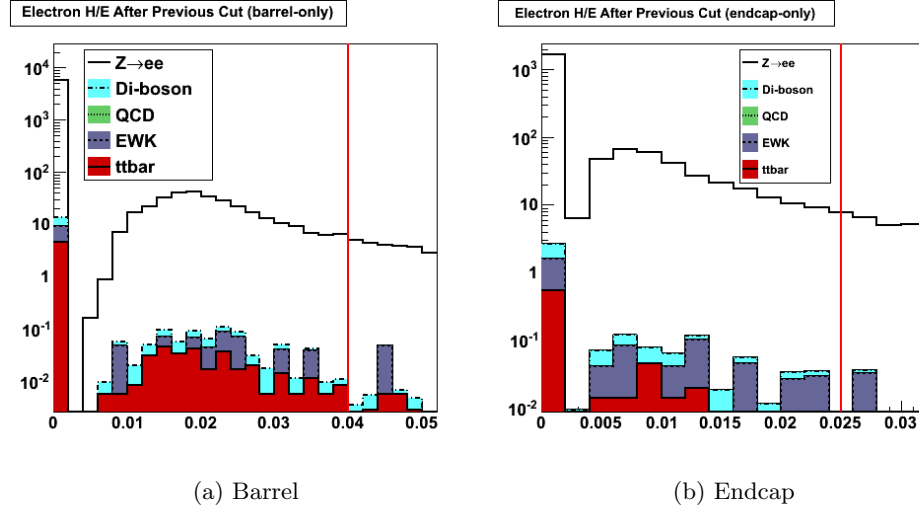 Electron H/E After Previous Cut (barrel-only)
10⁴
10³
10²
10
1
10⁻¹
10⁻²
0 0.01 0.02 0.03 0.04 0.05
Z→ee
Di-boson
QCD
EWK
ttbar
(a) Barrel
Electron H/E After Previous Cut (endcap-only)
10³
10²
10
1
10⁻¹
10⁻²
0 0.005 0.01 0.015 0.02 0.025 0.03
Z→ee
Di-boson
QCD
EWK
ttbar
(b) Endcap